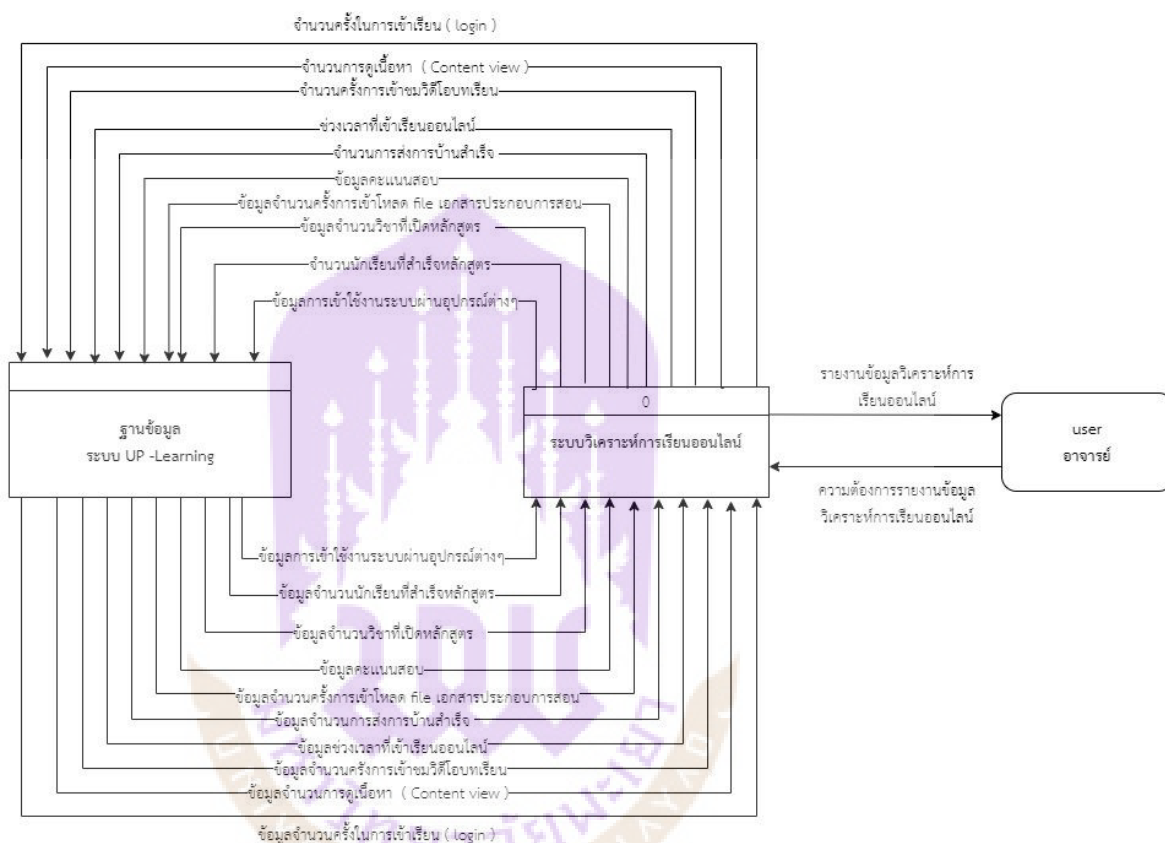 จำนวนครั้งในการเข้าเรียน ( login )
จำนวนการดูเนื้อหา ( Content view )
จำนวนครั้งการเข้าชมวิดีโอบทเรียน
ช่วงเวลาที่เข้าเรียนออนไลน์
จำนวนการส่งการบ้านสำเร็จ
ข้อมูลคะแนนสอบ
ข้อมูลจำนวนครั้งการเข้าโหลด file เอกสารประกอบการสอน
ข้อมูลจำนวนวิชาที่เปิดหลักสูตร
จำนวนนักเรียนที่สำเร็จหลักสูตร
ข้อมูลการเข้าใช้งานระบบผ่านอุปกรณ์ต่างๆ
ฐานข้อมูล
ระบบ UP -Learning
0
ระบบวิเคราะห์การเรียนออนไลน์
รายงานข้อมูลวิเคราะห์การ
เรียนออนไลน์
user
อาจารย์
ความต้องการรายงานข้อมูล
วิเคราะห์การเรียนออนไลน์
ข้อมูลการเข้าใช้งานระบบผ่านอุปกรณ์ต่างๆ
ข้อมูลจำนวนนักเรียนที่สำเร็จหลักสูตร
ข้อมูลจำนวนวิชาที่เปิดหลักสูตร
ข้อมูลคะแนนสอบ
ข้อมูลจำนวนครั้งการเข้าโหลด file เอกสารประกอบการสอน
ข้อมูลจำนวนการส่งการบ้านสำเร็จ
ข้อมูลช่วงเวลาที่เข้าเรียนออนไลน์
ข้อมูลจำนวนครังการเข้าชมวิดีโอบทเรียน
ข้อมูลจำนวนการดูเนื้อหา ( Content view )
ข้อมูลจำนวนครั้งในการเข้าเรียน ( login )